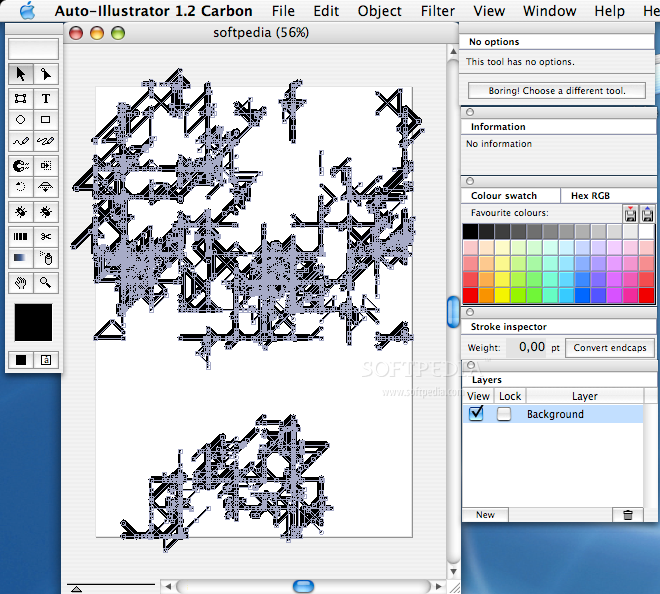 Auto-Illustrator 1.2 Carbon File Edit Object Filter View Window Help He
softpedia (56%)
No options
This tool has no options.
Boring! Choose a different tool.
Information
No information
Colour swatch Hex RGB
Favourite colours:
Stroke inspector
Weight: 0,00 pt Convert endcaps
Layers
View Lock Layer
Background
New
T
a
SOFTPEDIA
www.softpedia.com